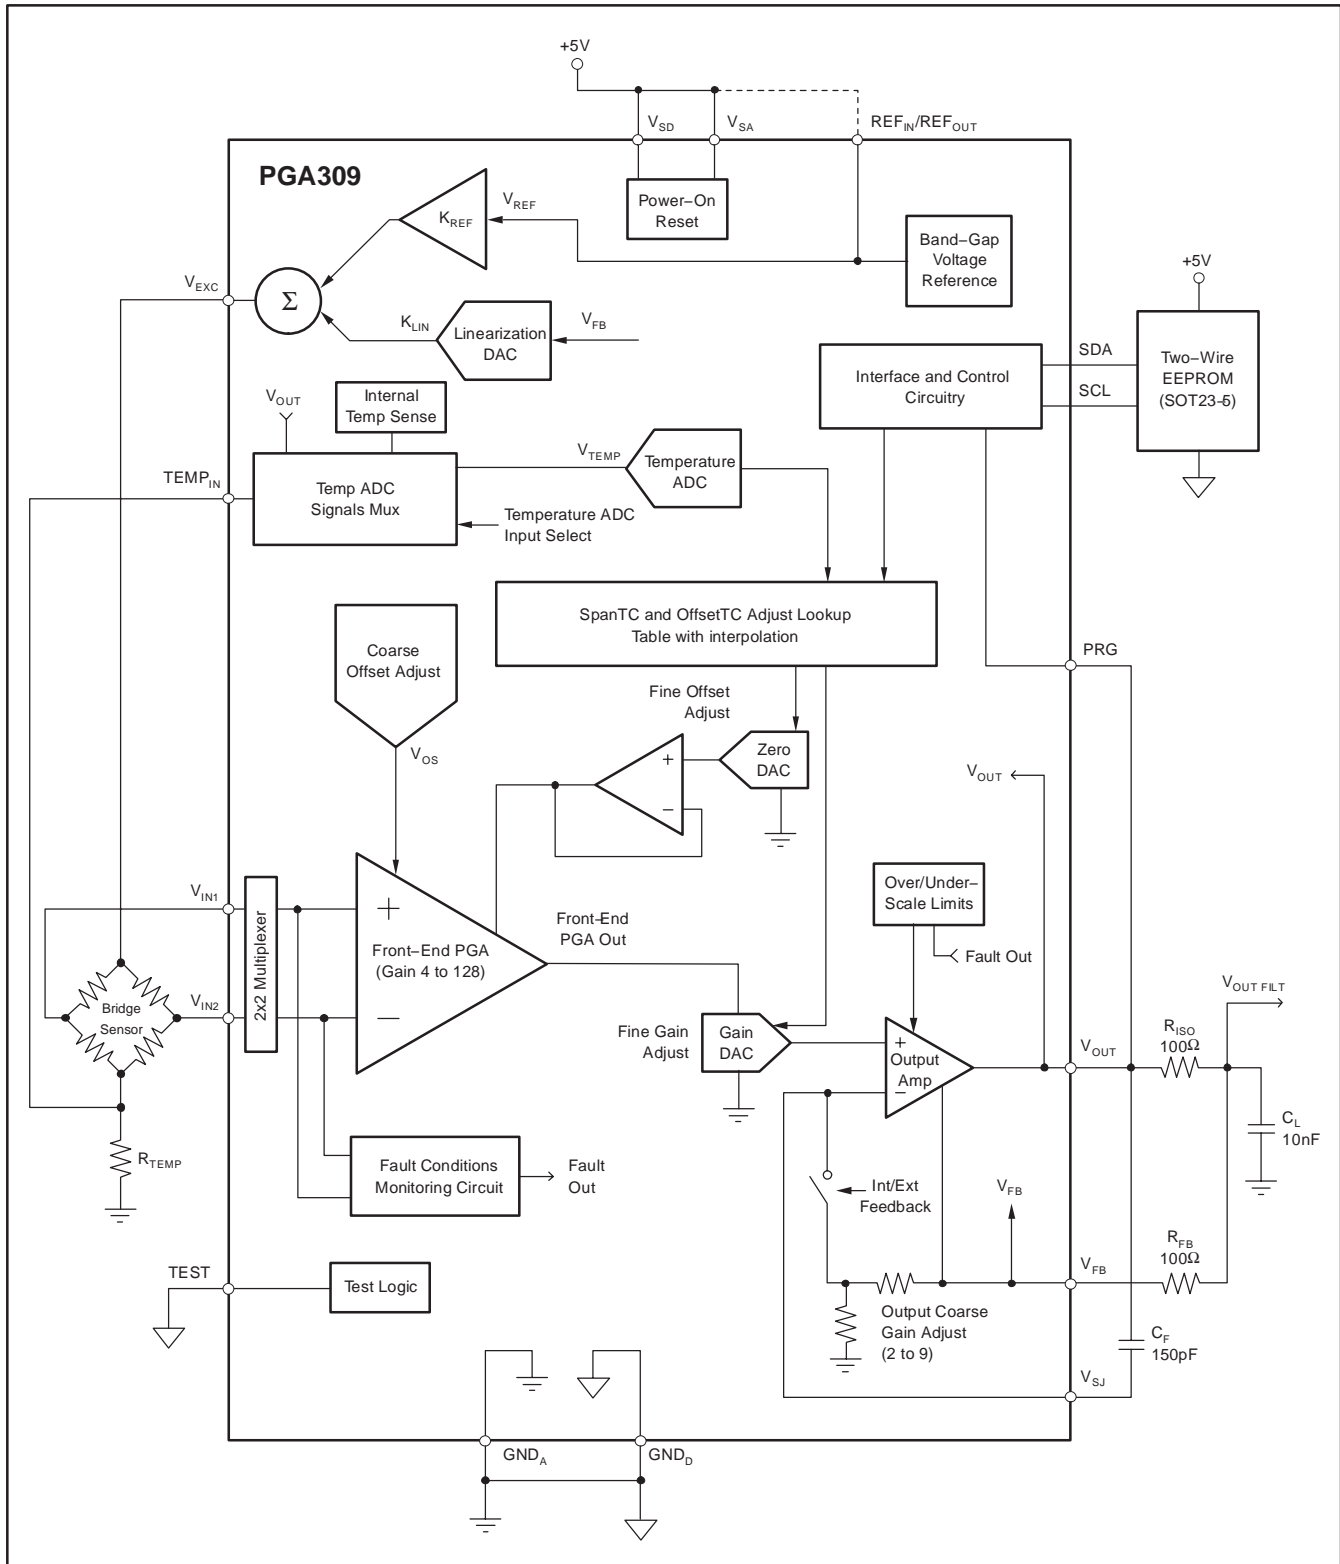 +5V
V_SD
V_SA
REF_IN/REF_OUT
PGA309
K_REF
V_REF
Power–On
Reset
Band–Gap
Voltage
Reference
V_EXC
Σ
+5V
K_LIN
Linearization
DAC
V_FB
Interface and Control
Circuitry
SDA
SCL
Two–Wire
EEPROM
(SOT23-5)
V_OUT
Internal
Temp Sense
TEMP_IN
Temp ADC
Signals Mux
V_TEMP
Temperature
ADC
Temperature ADC
Input Select
SpanTC and OffsetTC Adjust Lookup
Table with interpolation
Coarse
Offset Adjust
PRG
Fine Offset
Adjust
V_OS
+
−
Zero
DAC
V_OUT
V_IN1
V_IN2
2x2 Multiplexer
+
Front–End PGA
(Gain 4 to 128)
−
Front–End
PGA Out
Over/Under–
Scale Limits
Fault Out
Bridge
Sensor
Fine Gain
Adjust
Gain
DAC
+
Output
Amp
−
V_OUT
R_ISO
100Ω
V_OUT FILT
C_L
10nF
R_TEMP
Fault Conditions
Monitoring Circuit
Fault
Out
Int/Ext
Feedback
V_FB
V_FB
R_FB
100Ω
TEST
Test Logic
Output Coarse
Gain Adjust
(2 to 9)
C_F
150pF
V_SJ
GND_A
GND_D